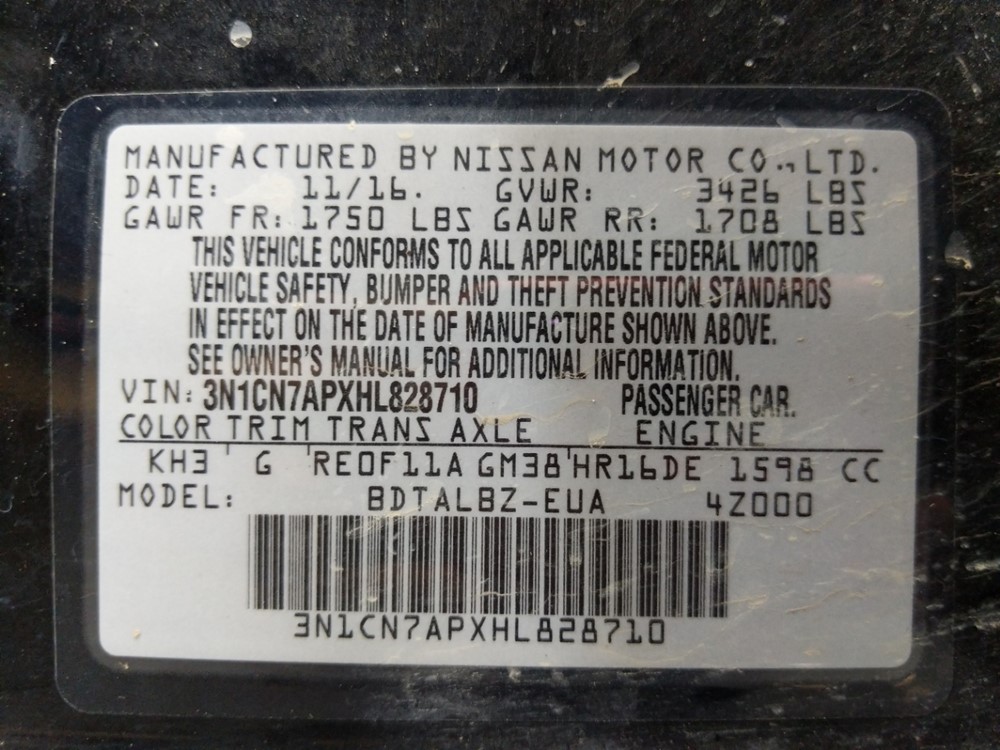 MANUFACTURED BY NISSAN MOTOR CO., LTD.
DATE: 11/16. GVWR: 3426 LBS
GAWR FR: 1750 LBS GAWR RR: 1708 LBS
THIS VEHICLE CONFORMS TO ALL APPLICABLE FEDERAL MOTOR
VEHICLE SAFETY, BUMPER AND THEFT PREVENTION STANDARDS
IN EFFECT ON THE DATE OF MANUFACTURE SHOWN ABOVE.
SEE OWNER'S MANUAL FOR ADDITIONAL INFORMATION.
VIN: 3N1CN7APXHL828710 PASSENGER CAR.
COLOR TRIM TRANS AXLE ENGINE
KH3 G RE0F11A GM38 HR16DE 1598 CC
MODEL: BDTALBZ-EUA 4Z000
3N1CN7APXHL828710